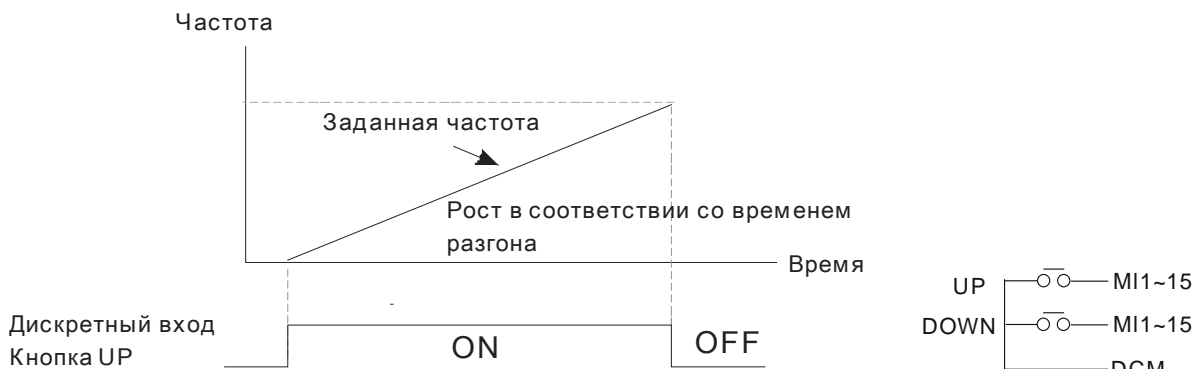 Частота
Заданная частота
Рост в соответствии со временем
разгона
Время
Дискретный вход
Кнопка UP
ON
OFF
UP
MI1~15
DOWN
MI1~15
DCM